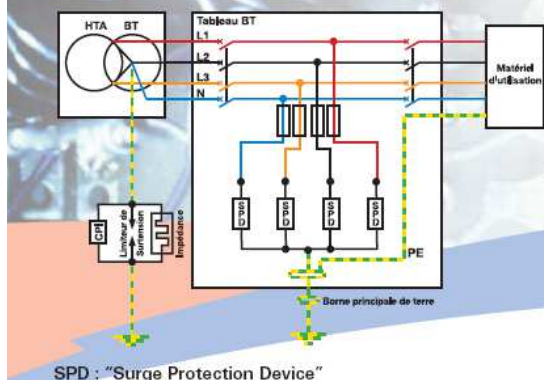 HTA BT
Tableau BT
L1
L2
L3
N
Matériel
d'utilisation
CPI
Limiteur de
Surtension
Impédance
SPD
SPD
SPD
SPD
PE
Borne principale de terre
SPD : "Surge Protection Device"